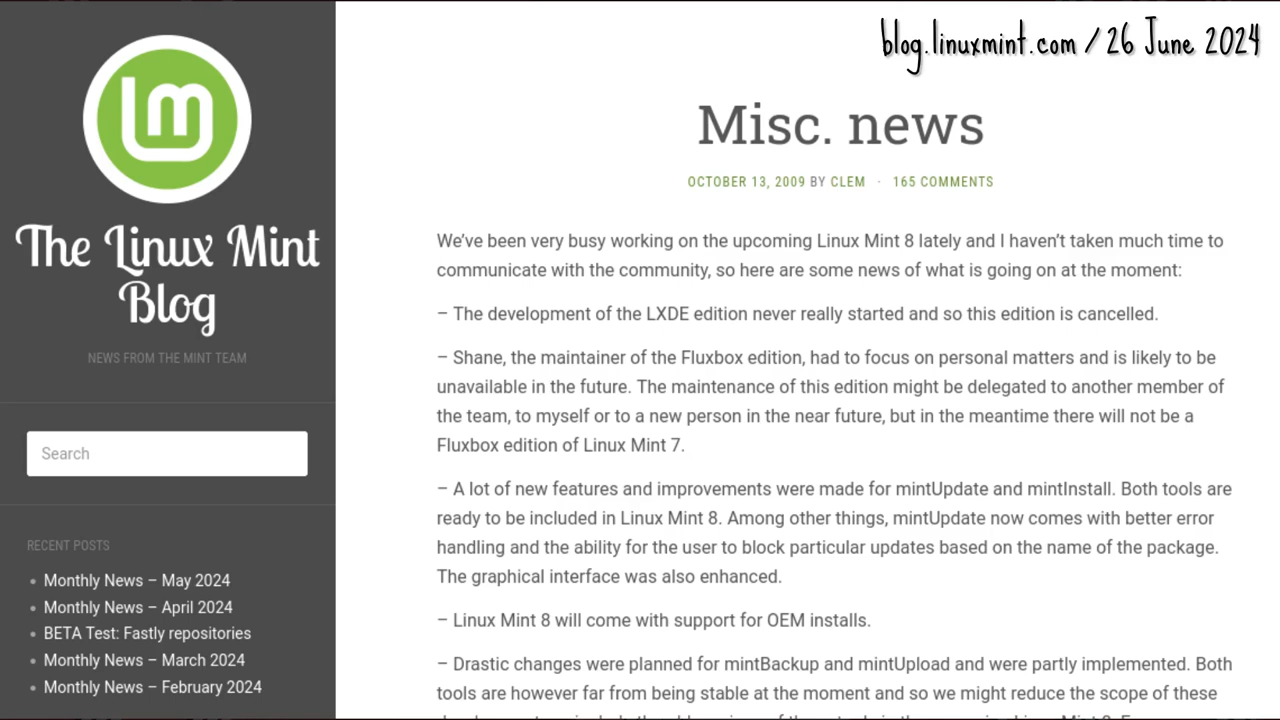 blog.linuxmint.com / 26 June 2024
lm
The Linux Mint
Blog
NEWS FROM THE MINT TEAM
Search
RECENT POSTS
Monthly News – May 2024
Monthly News – April 2024
BETA Test: Fastly repositories
Monthly News – March 2024
Monthly News – February 2024
Misc. news
OCTOBER 13, 2009 BY CLEM · 165 COMMENTS
We’ve been very busy working on the upcoming Linux Mint 8 lately and I haven’t taken much time to
communicate with the community, so here are some news of what is going on at the moment:
– The development of the LXDE edition never really started and so this edition is cancelled.
– Shane, the maintainer of the Fluxbox edition, had to focus on personal matters and is likely to be
unavailable in the future. The maintenance of this edition might be delegated to another member of
the team, to myself or to a new person in the near future, but in the meantime there will not be a
Fluxbox edition of Linux Mint 7.
– A lot of new features and improvements were made for mintUpdate and mintInstall. Both tools are
ready to be included in Linux Mint 8. Among other things, mintUpdate now comes with better error
handling and the ability for the user to block particular updates based on the name of the package.
The graphical interface was also enhanced.
– Linux Mint 8 will come with support for OEM installs.
– Drastic changes were planned for mintBackup and mintUpload and were partly implemented. Both
tools are however far from being stable at the moment and so we might reduce the scope of these